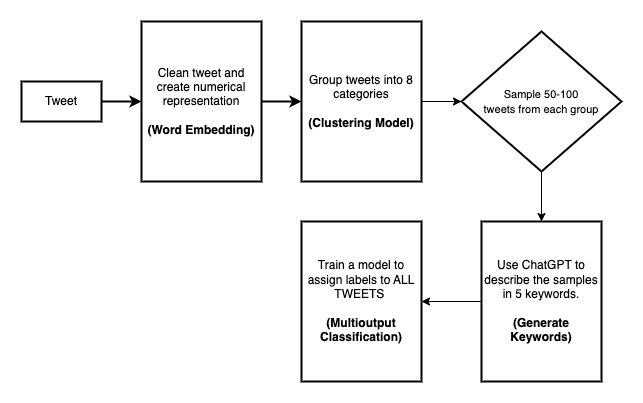 Tweet
Clean tweet and
create numerical
representation
(Word Embedding)
Group tweets into 8
categories
(Clustering Model)
Sample 50-100
tweets from each group
Use ChatGPT to
describe the samples
in 5 keywords.
(Generate
Keywords)
Train a model to
assign labels to ALL
TWEETS
(Multioutput
Classification)